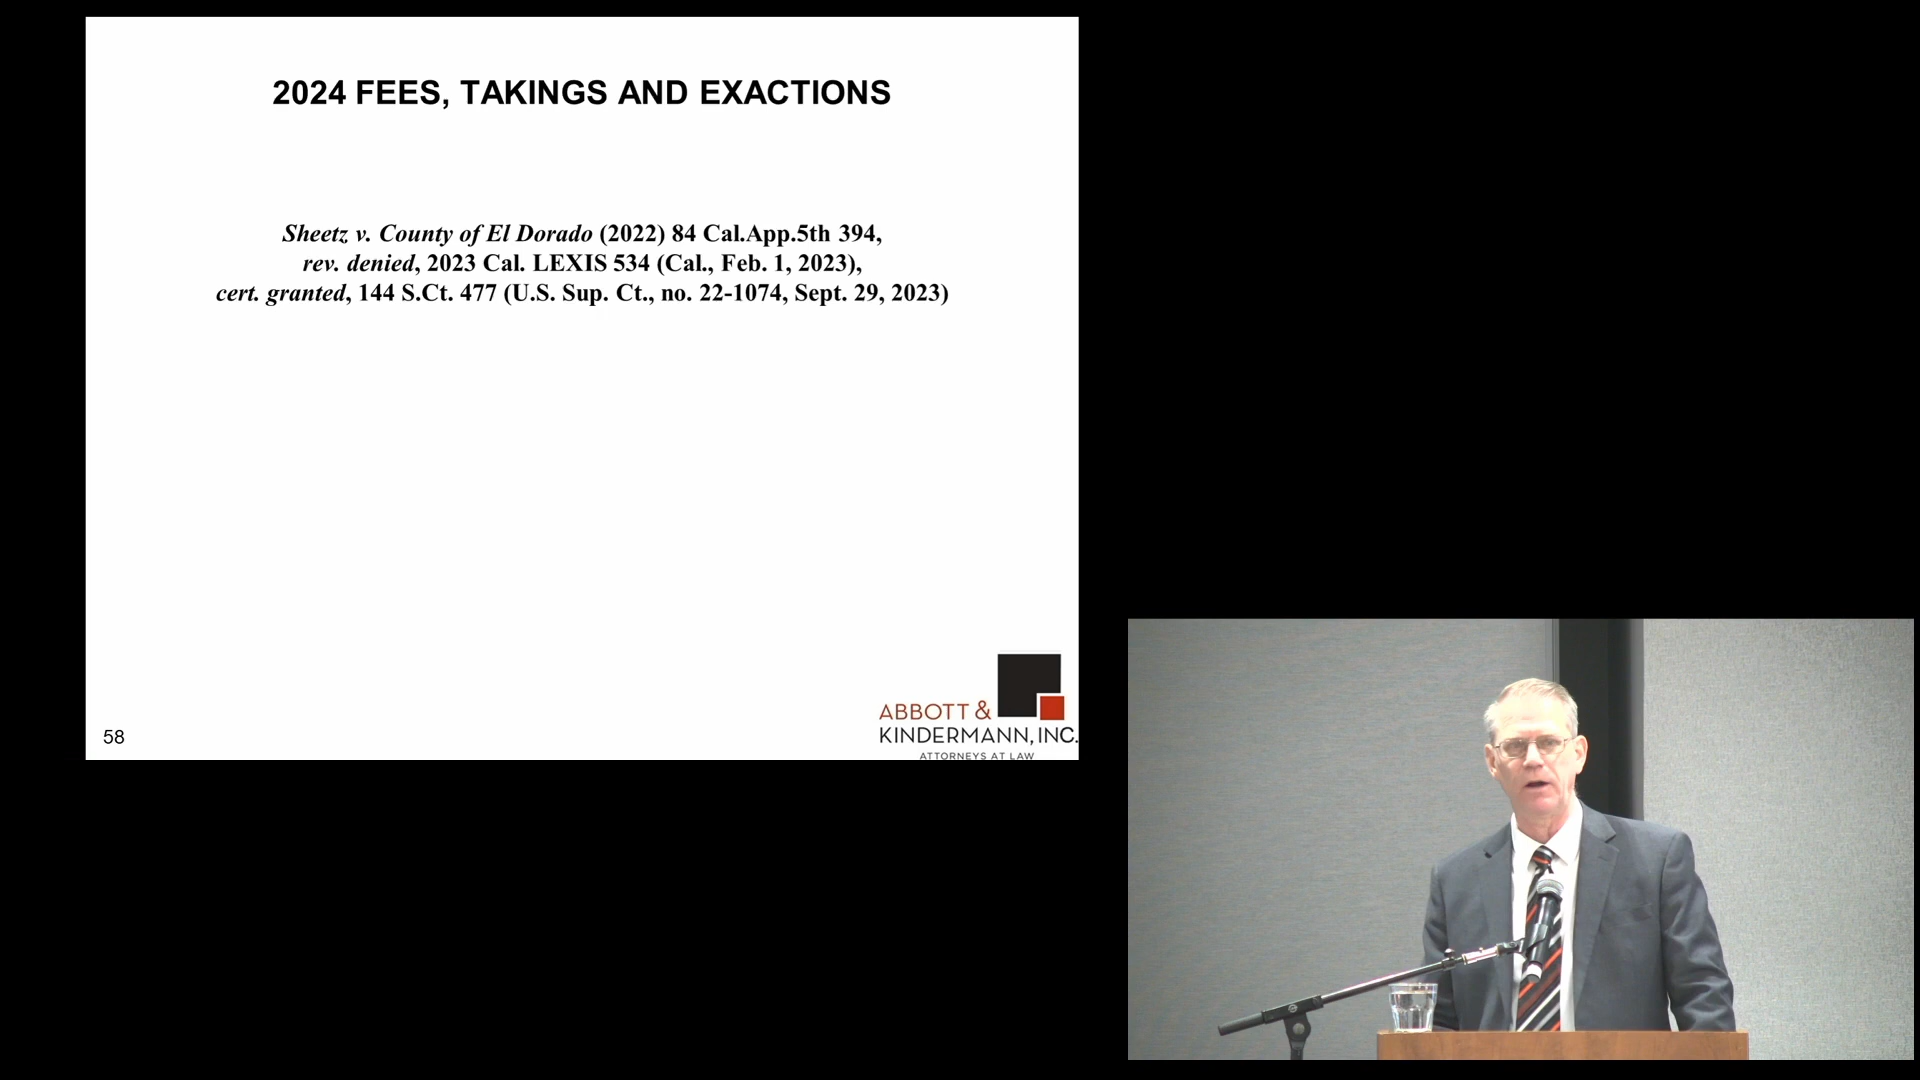 2024 FEES, TAKINGS AND EXACTIONS
Sheetz v. County of El Dorado (2022) 84 Cal.App.5th 394,
rev. denied, 2023 Cal. LEXIS 534 (Cal., Feb. 1, 2023),
cert. granted, 144 S.Ct. 477 (U.S. Sup. Ct., no. 22-1074, Sept. 29, 2023)
58
ABBOTT &
KINDERMANN, INC.
ATTORNEYS AT LAW